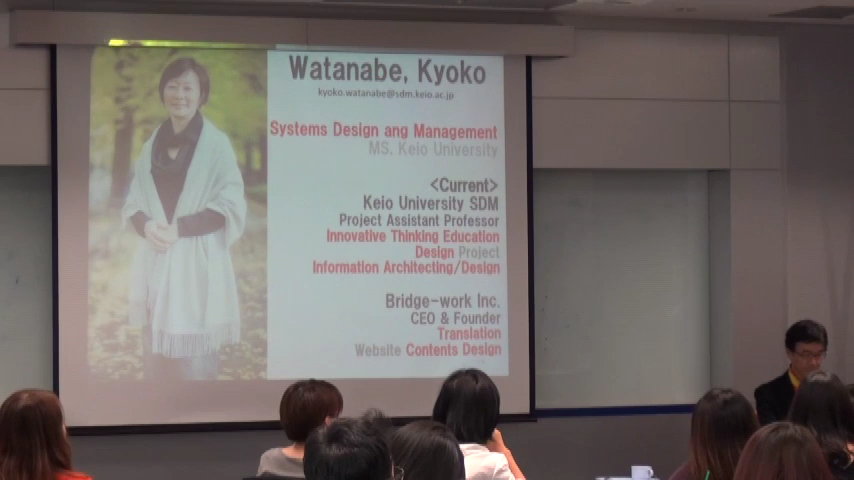 Watanabe, Kyoko
kyoko.watanabe@sdm.keio.ac.jp
Systems Design ang Management
MS. Keio University
<Current>
Keio University SDM
Project Assistant Professor
Innovative Thinking Education
Design Project
Information Architecting/Design
Bridge-work Inc.
CEO & Founder
Translation
Website Contents Design